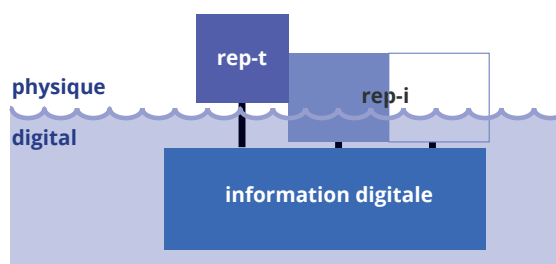 rep-t
rep-i
physique
digital
information digitale